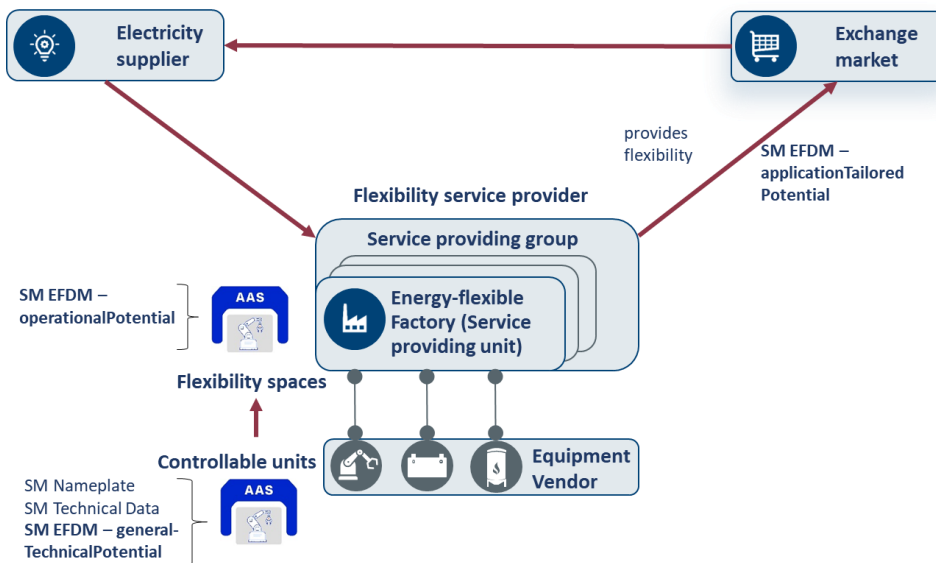 Electricity
supplier
Exchange
market
provides
flexibility
SM EFDM –
applicationTailored
Potential
Flexibility service provider
Service providing group
Energy-flexible
Factory (Service
providing unit)
SM EFDM –
operationalPotential
AAS
Flexibility spaces
Controllable units
SM Nameplate
SM Technical Data
SM EFDM – general-
TechnicalPotential
AAS
Equipment
Vendor